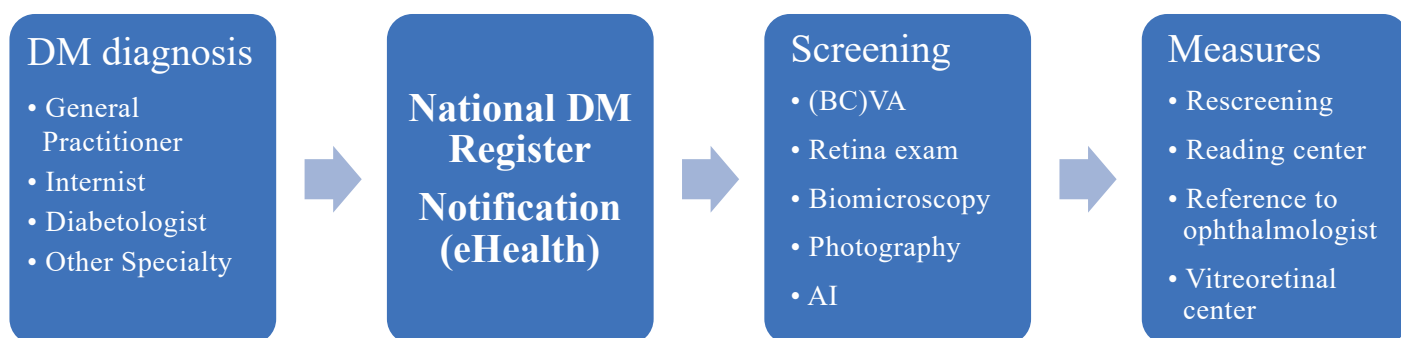 DM diagnosis
• General
Practitioner
• Internist
• Diabetologist
• Other Specialty
National DM
Register
Notification
(eHealth)
Screening
• (BC)VA
• Retina exam
• Biomicroscopy
• Photography
• AI
Measures
• Rescreening
• Reading center
• Reference to
ophthalmologist
• Vitreoretinal
center